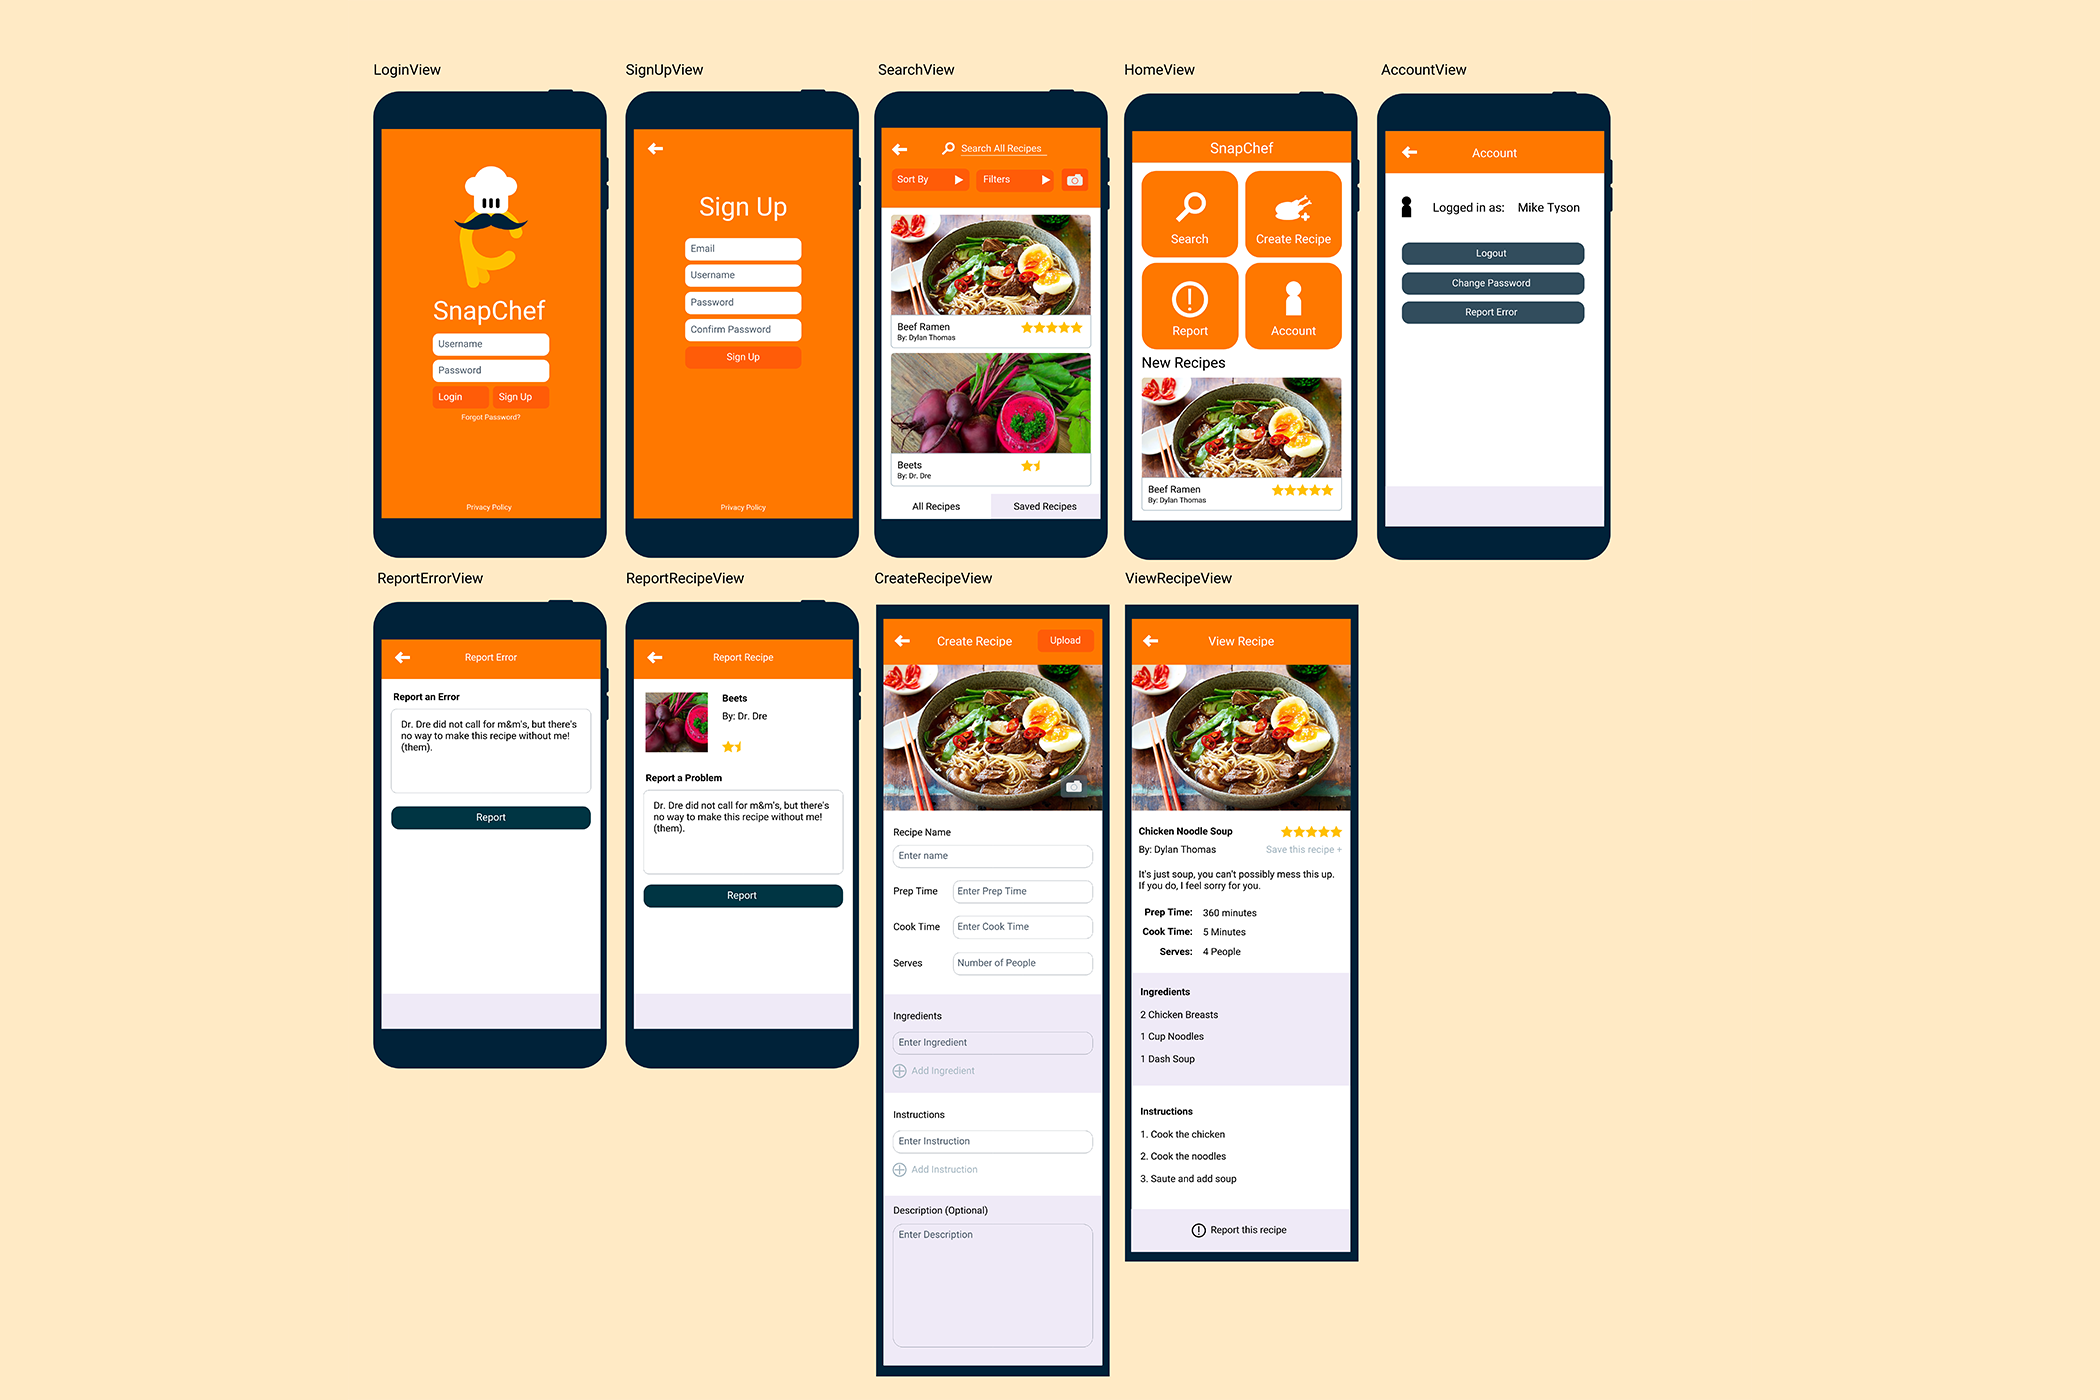 LoginView
SnapChef
Username
Password
Login
Sign Up
Forgot Password?
Privacy Policy
SignUpView
Sign Up
Email
Username
Password
Confirm Password
Sign Up
Privacy Policy
SearchView
Search All Recipes
Sort By
Filters
Beef Ramen
By: Dylan Thomas
Beets
By: Dr. Dre
All Recipes
Saved Recipes
HomeView
SnapChef
Search
Create Recipe
Report
Account
New Recipes
Beef Ramen
By: Dylan Thomas
AccountView
Account
Logged in as: Mike Tyson
Logout
Change Password
Report Error
ReportErrorView
Report Error
Report an Error
Dr. Dre did not call for m&m's, but there's
no way to make this recipe without me!
(them).
Report
ReportRecipeView
Report Recipe
Beets
By: Dr. Dre
Report a Problem
Dr. Dre did not call for m&m's, but there's
no way to make this recipe without me!
(them).
Report
CreateRecipeView
Create Recipe
Upload
Recipe Name
Enter name
Prep Time
Enter Prep Time
Cook Time
Enter Cook Time
Serves
Number of People
Ingredients
Enter Ingredient
Add Ingredient
Instructions
Enter Instruction
Add Instruction
Description (Optional)
Enter Description
ViewRecipeView
View Recipe
Chicken Noodle Soup
By: Dylan Thomas
Save this recipe +
It's just soup, you can't possibly mess this up.
If you do, I feel sorry for you.
Prep Time: 360 minutes
Cook Time: 5 Minutes
Serves: 4 People
Ingredients
2 Chicken Breasts
1 Cup Noodles
1 Dash Soup
Instructions
1. Cook the chicken
2. Cook the noodles
3. Saute and add soup
Report this recipe